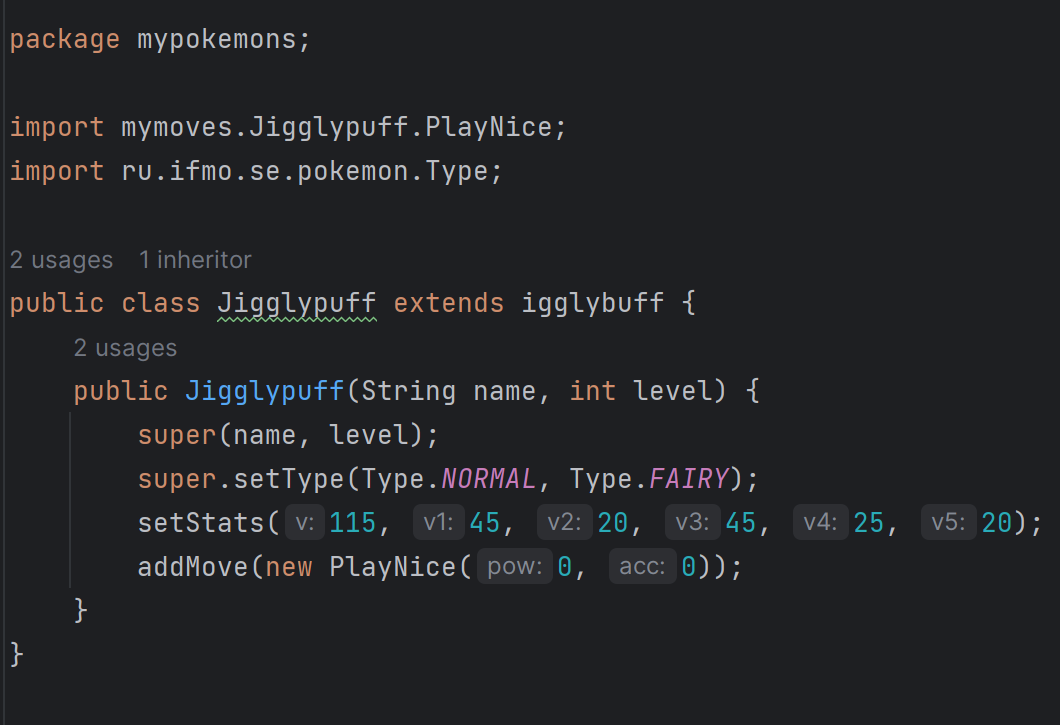 package mypokemons;
import mymoves.Jigglypuff.PlayNice;
import ru.ifmo.se.pokemon.Type;
2 usages 1 inheritor
public class Jigglypuff extends igglybuff {
2 usages
public Jigglypuff(String name, int level) {
super(name, level);
super.setType(Type.NORMAL, Type.FAIRY);
setStats( v: 115, v1: 45, v2: 20, v3: 45, v4: 25, v5: 20);
addMove(new PlayNice( pow: 0, acc: 0));
}
}